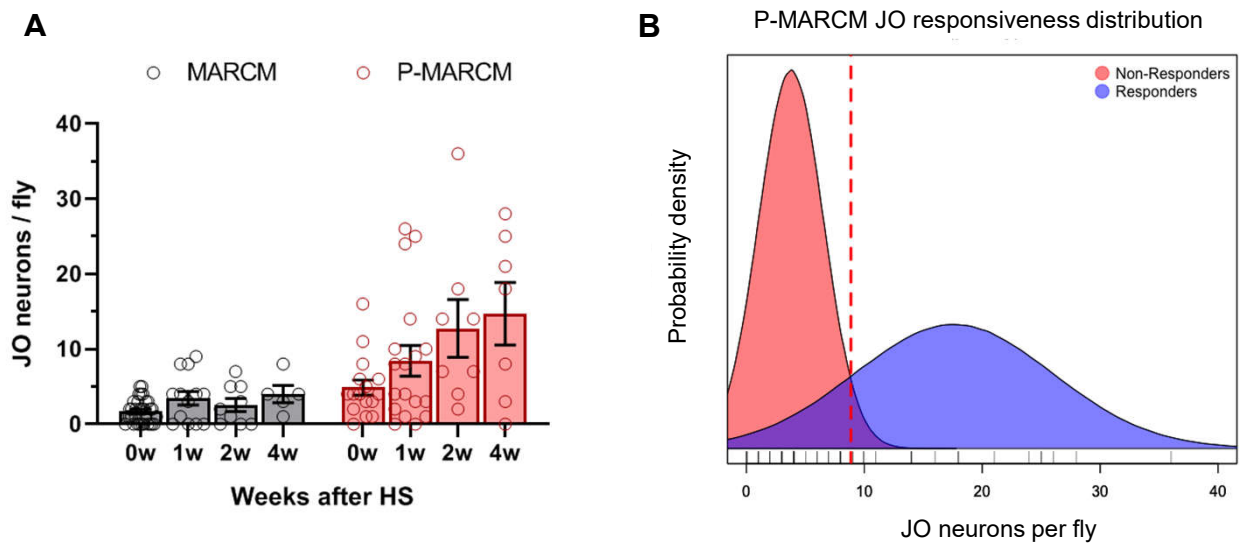 A
MARCM
P-MARCM
JO neurons / fly
40
30
20
10
0
0w 1w 2w 4w 0w 1w 2w 4w
Weeks after HS
B
P-MARCM JO responsiveness distribution
Non-Responders
Responders
Probability density
0 10 20 30 40
JO neurons per fly